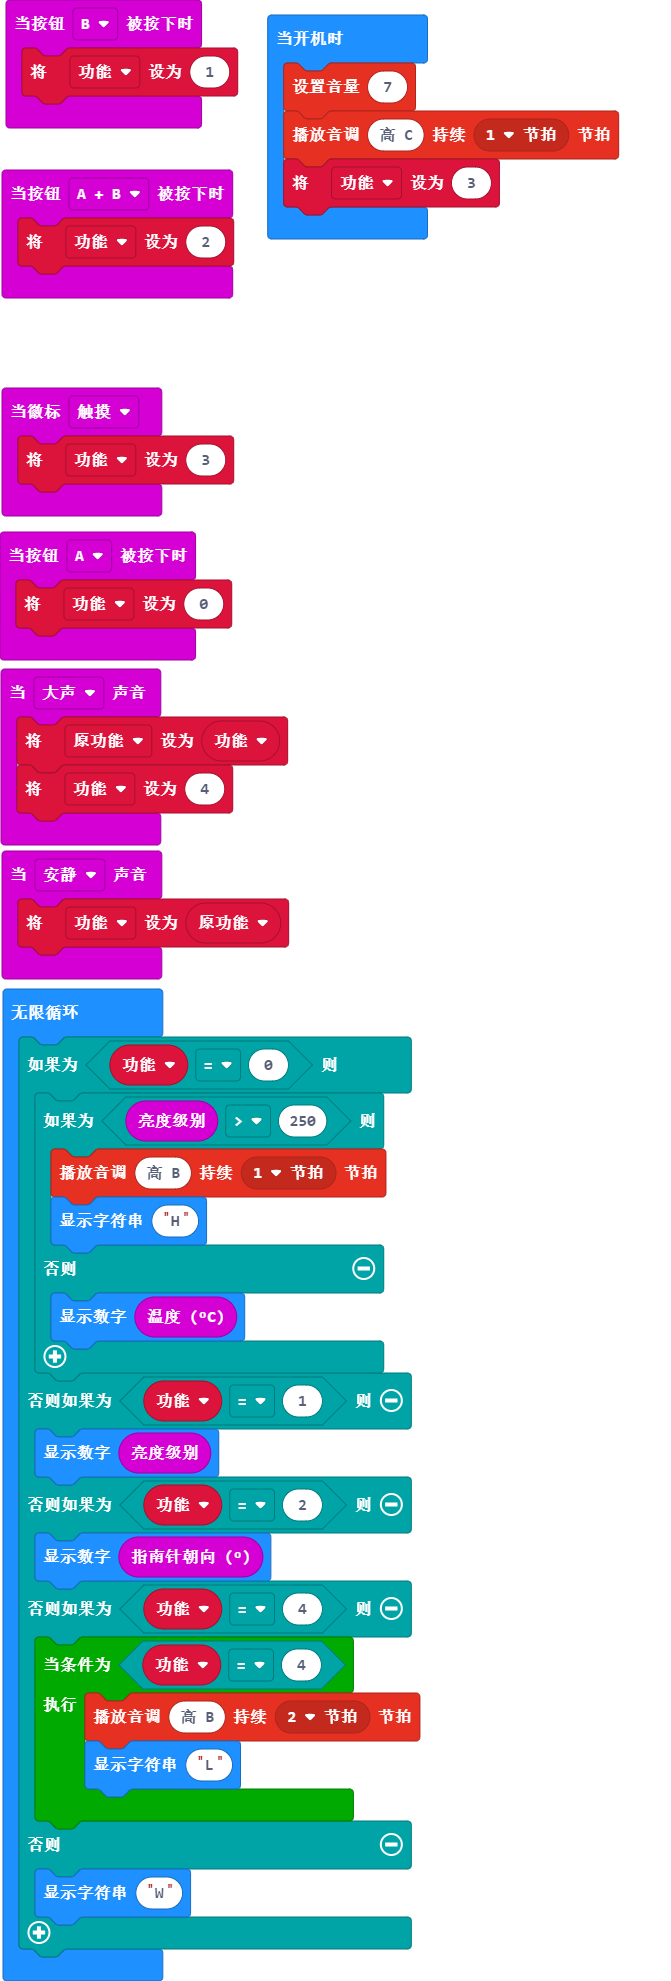 当按钮 B 被按下时
将 功能 设为 1
当开机时
设置音量 7
播放音调 高 C 持续 1 节拍 节拍
将 功能 设为 3
当按钮 A + B 被按下时
将 功能 设为 2
当徽标 触摸
将 功能 设为 3
当按钮 A 被按下时
将 功能 设为 0
当 大声 声音
将 原功能 设为 功能
将 功能 设为 4
当 安静 声音
将 功能 设为 原功能
无限循环
如果为 功能 = 0 则
如果为 亮度级别 > 250 则
播放音调 高 B 持续 1 节拍 节拍
显示字符串 "H"
否则
显示数字 温度 (°C)
否则如果为 功能 = 1 则
显示数字 亮度级别
否则如果为 功能 = 2 则
显示数字 指南针朝向 (°)
否则如果为 功能 = 4 则
当条件为 功能 = 4
执行
播放音调 高 B 持续 2 节拍 节拍
显示字符串 "L"
否则
显示字符串 "W"